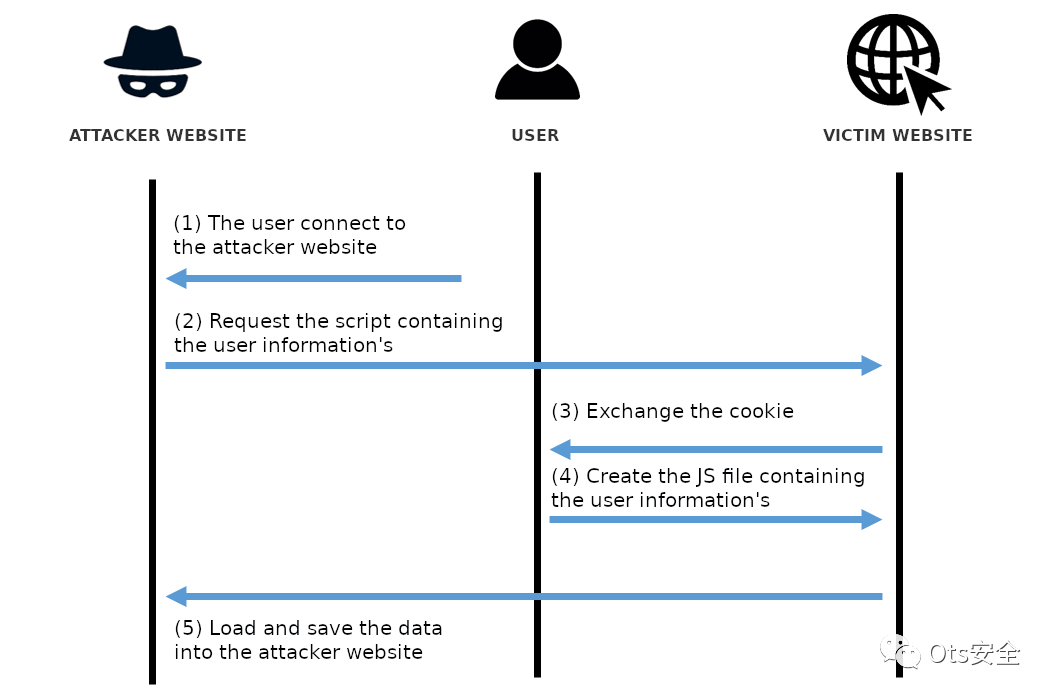 ATTACKER WEBSITE
USER
VICTIM WEBSITE
(1) The user connect to
the attacker website
(2) Request the script containing
the user information's
(3) Exchange the cookie
(4) Create the JS file containing
the user information's
(5) Load and save the data
into the attacker website
Ots安全